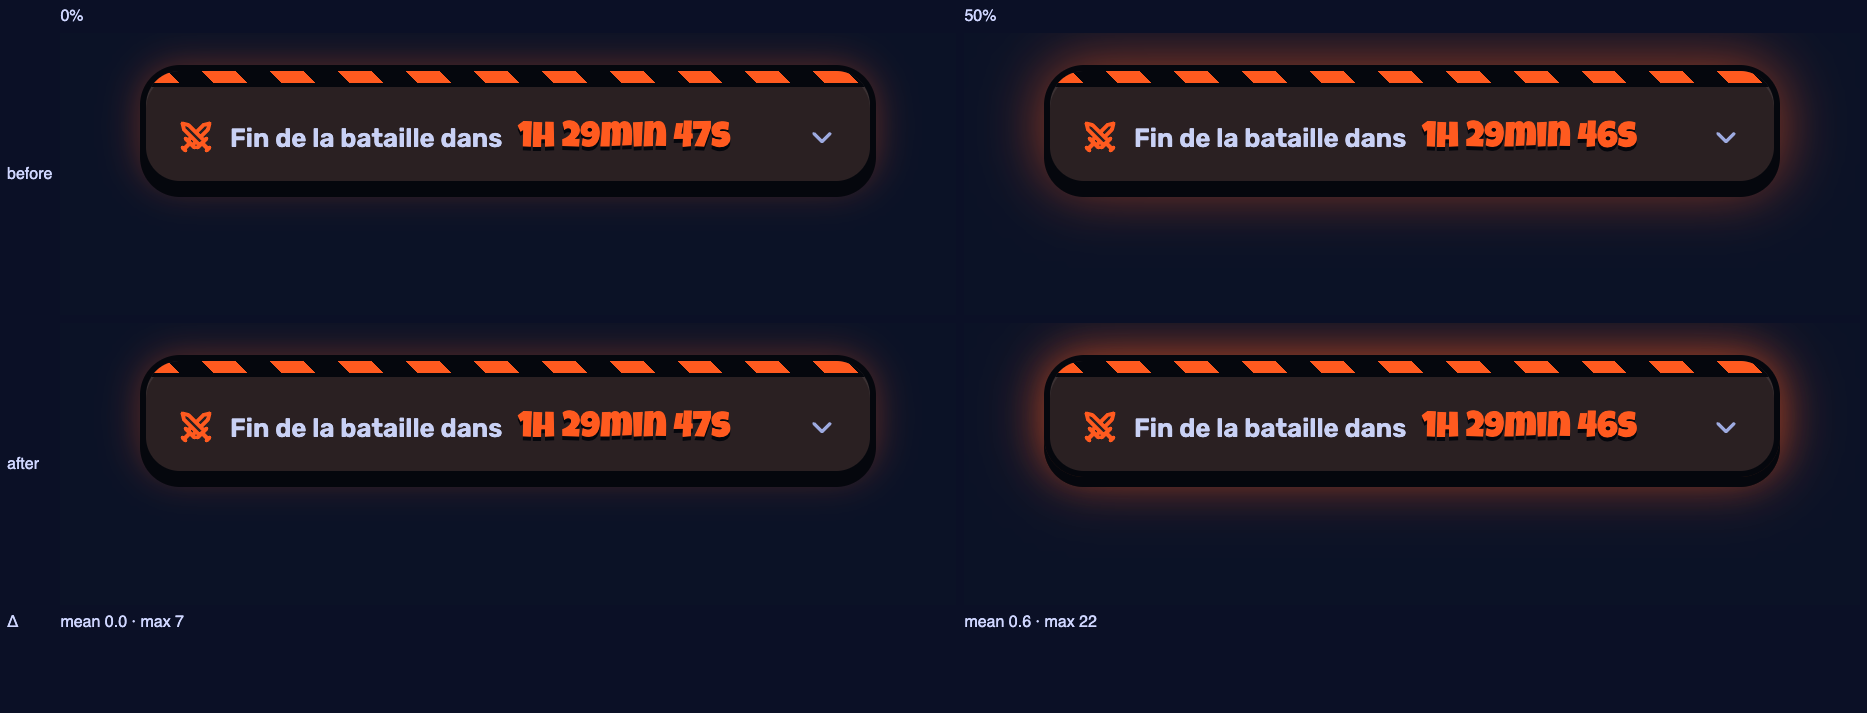 0% 50%
before
Fin de la bataille dans 1H 29min 47s
Fin de la bataille dans 1H 29min 46s
after
Fin de la bataille dans 1H 29min 47s
Fin de la bataille dans 1H 29min 46s
Δ mean 0.0 · max 7 mean 0.6 · max 22